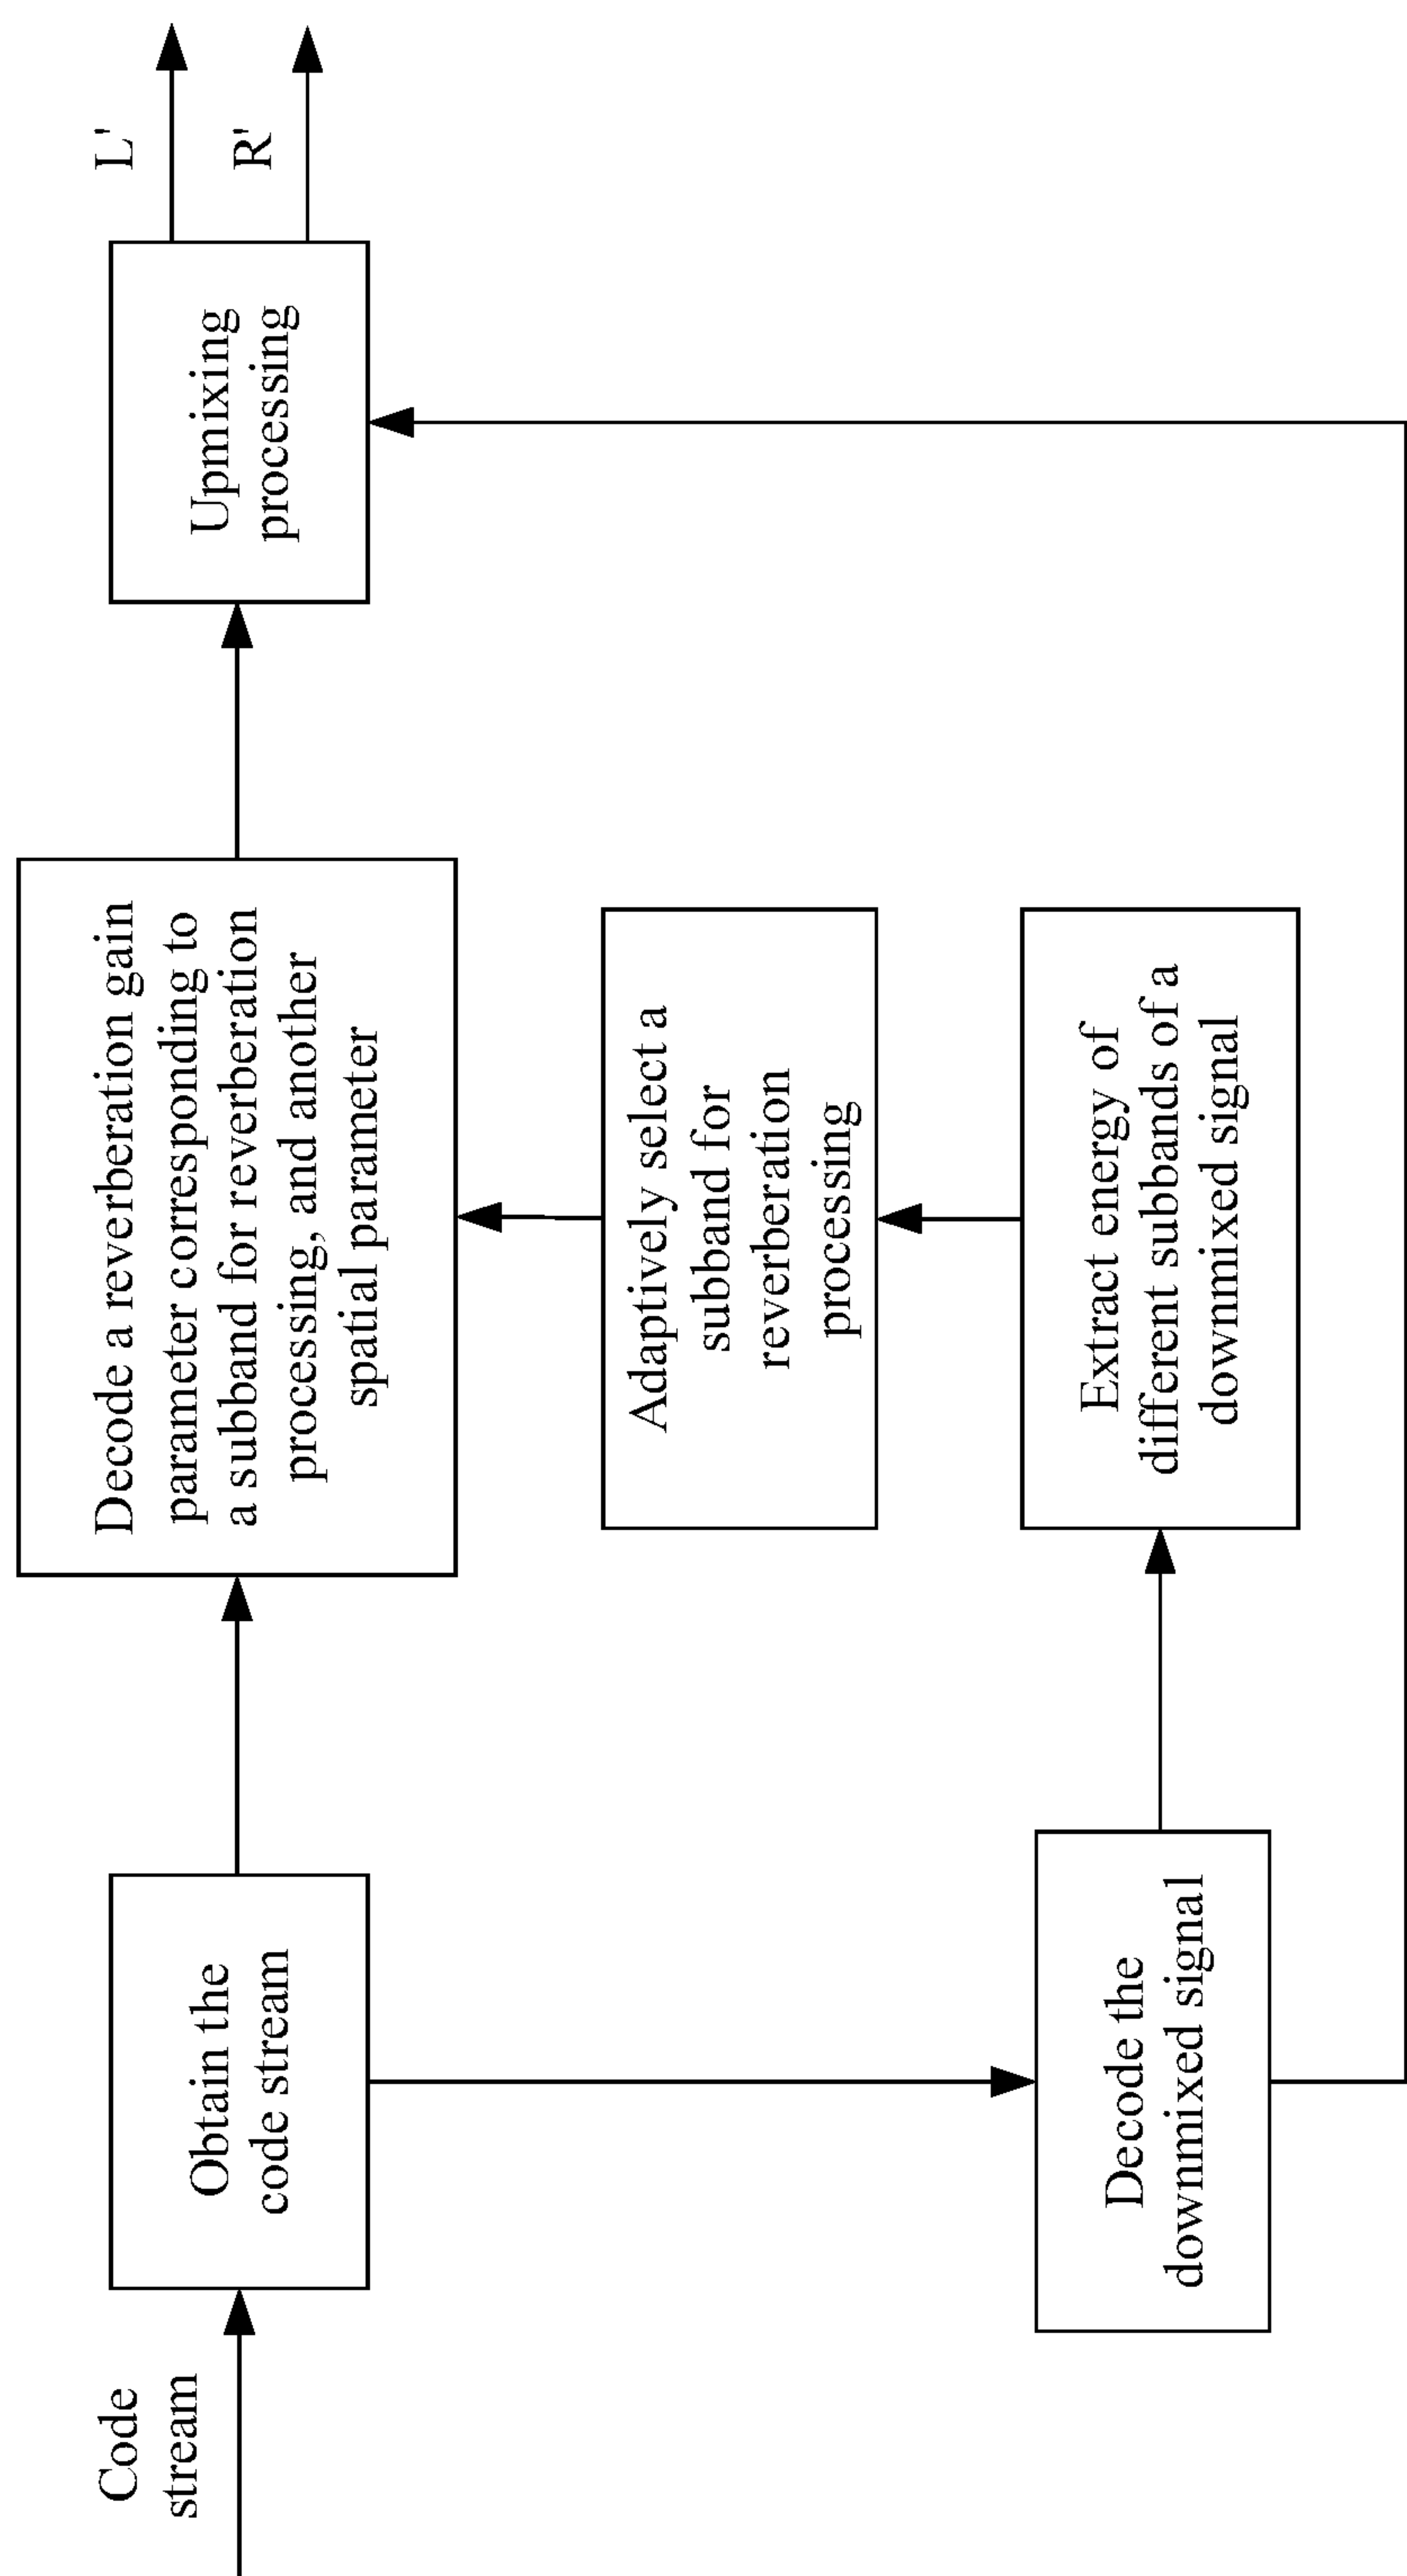 Code
stream
Obtain the
code stream
Decode a reverberation gain
parameter corresponding to
a subband for reverberation
processing, and another
spatial parameter
Upmixing
processing
L'
R'
Adaptively select a
subband for
reverberation
processing
Decode the
downmixed signal
Extract energy of
different subbands of a
downmixed signal